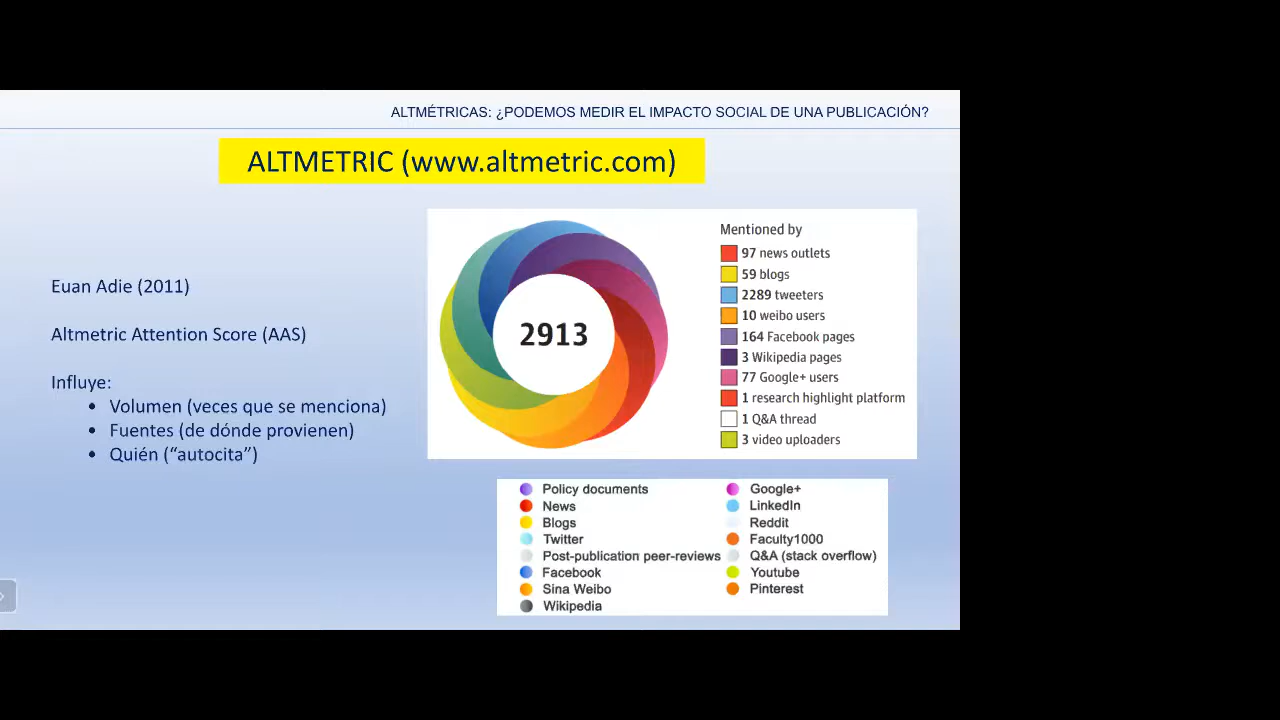 ALTMÉTRICAS: ¿PODEMOS MEDIR EL IMPACTO SOCIAL DE UNA PUBLICACIÓN?
ALTMETRIC (www.altmetric.com)
Euan Adie (2011)
Altmetric Attention Score (AAS)
Influye:
• Volumen (veces que se menciona)
• Fuentes (de dónde provienen)
• Quién (“autocita”)
2913
Mentioned by
97 news outlets
59 blogs
2289 tweeters
10 weibo users
164 Facebook pages
3 Wikipedia pages
77 Google+ users
1 research highlight platform
1 Q&A thread
3 video uploaders
Policy documents
News
Blogs
Twitter
Post-publication peer-reviews
Facebook
Sina Weibo
Wikipedia
Google+
LinkedIn
Reddit
Faculty1000
Q&A (stack overflow)
Youtube
Pinterest